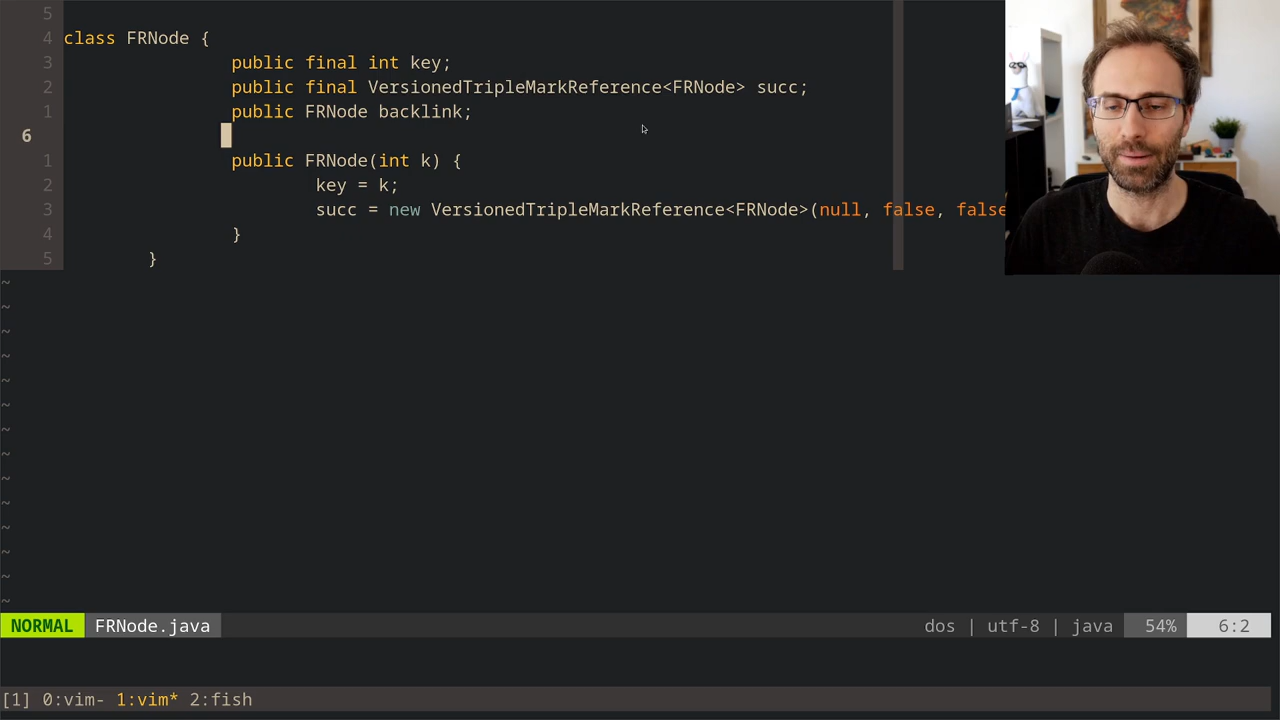 5
4 class FRNode {
3 public final int key;
2 public final VersionedTripleMarkReference<FRNode> succ;
1 public FRNode backlink;
6
1 public FRNode(int k) {
2 key = k;
3 succ = new VersionedTripleMarkReference<FRNode>(null, false, false
4 }
5 }
~
~
~
~
~
~
~
~
~
~
~
~
~
~
NORMAL FRNode.java dos | utf-8 | java 54% 6:2
[1] 0:vim- 1:vim* 2:fish